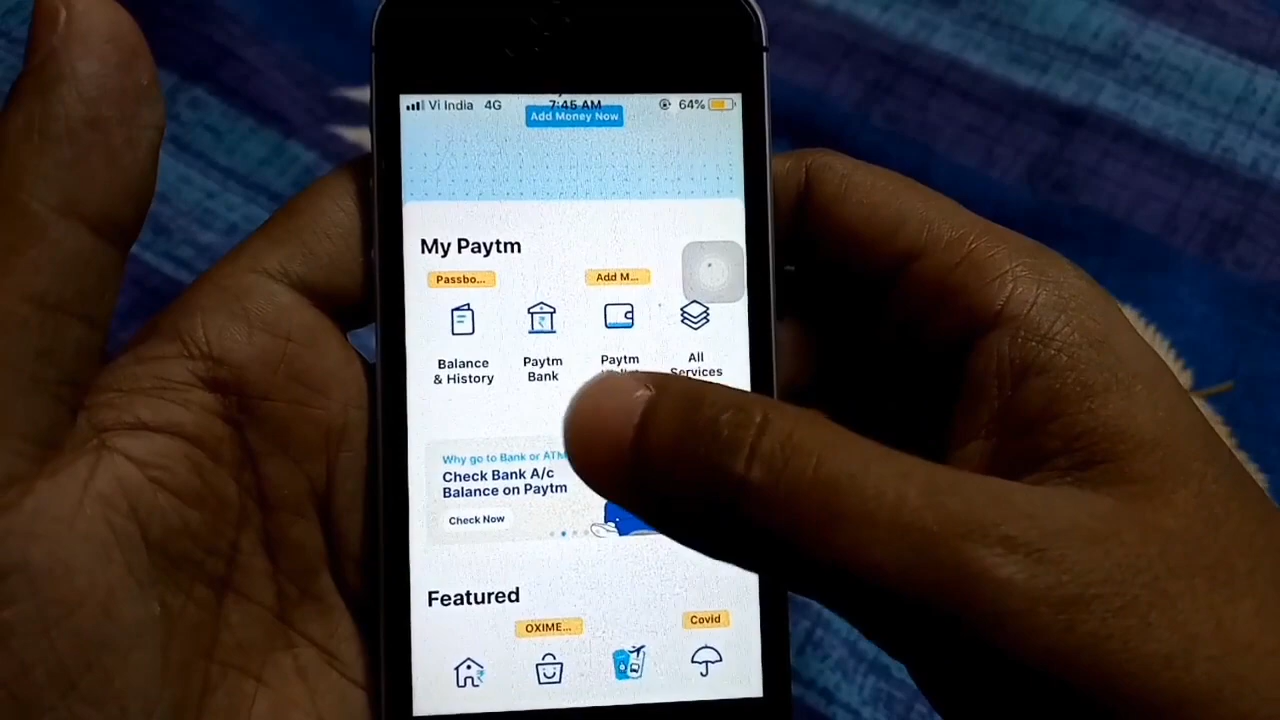 Vi India 4G 7:45 AM 64%
Add Money Now
My Paytm
Passbo... Add M...
Balance & History
Paytm Bank
Paytm
All Services
Why go to Bank or ATM
Check Bank A/c
Balance on Paytm
Check Now
Featured
OXIME... Covid